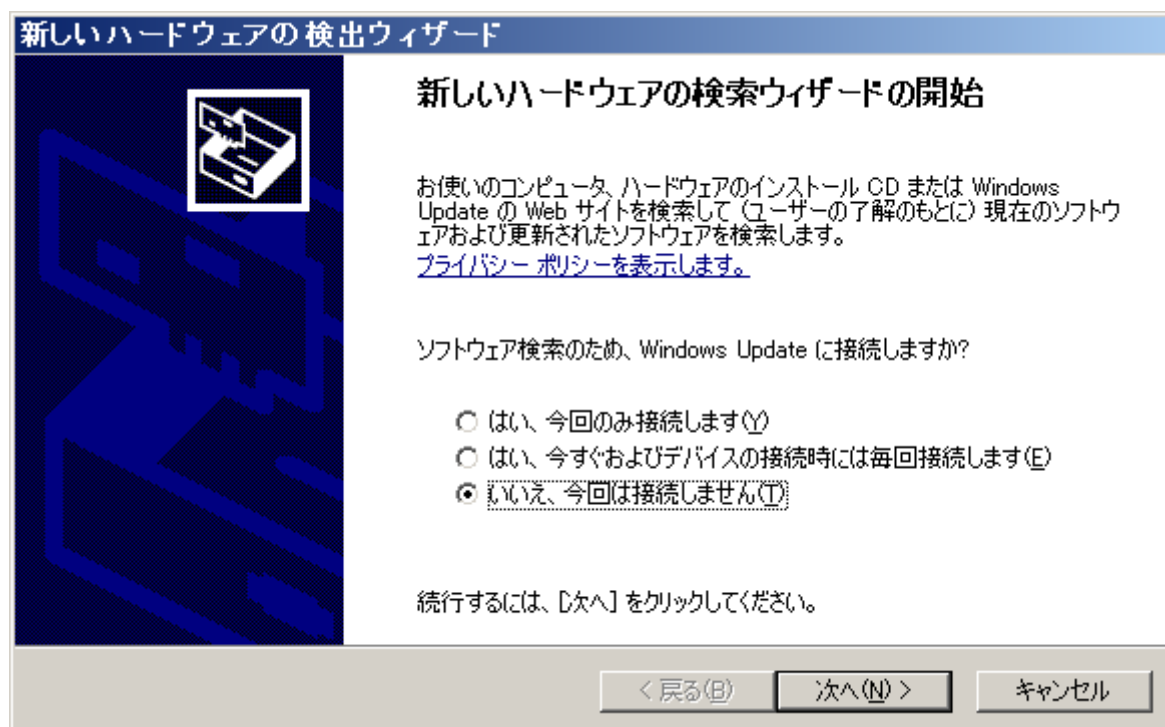 新しいハードウェアの検出ウィザード
新しいハードウェアの検索ウィザードの開始
お使いのコンピュータ、ハードウェアのインストール CD または Windows
Update の Web サイトを検索して (ユーザーの了解のもとに) 現在のソフトウ
ェアおよび更新されたソフトウェアを検索します。
プライバシー ポリシーを表示します。
ソフトウェア検索のため、Windows Update に接続しますか?
はい、今回のみ接続します(Y)
はい、今すぐおよびデバイスの接続時には毎回接続します(E)
いいえ、今回は接続しません(T)
続行するには、[次へ] をクリックしてください。
< 戻る(B)
次へ(N) >
キャンセル